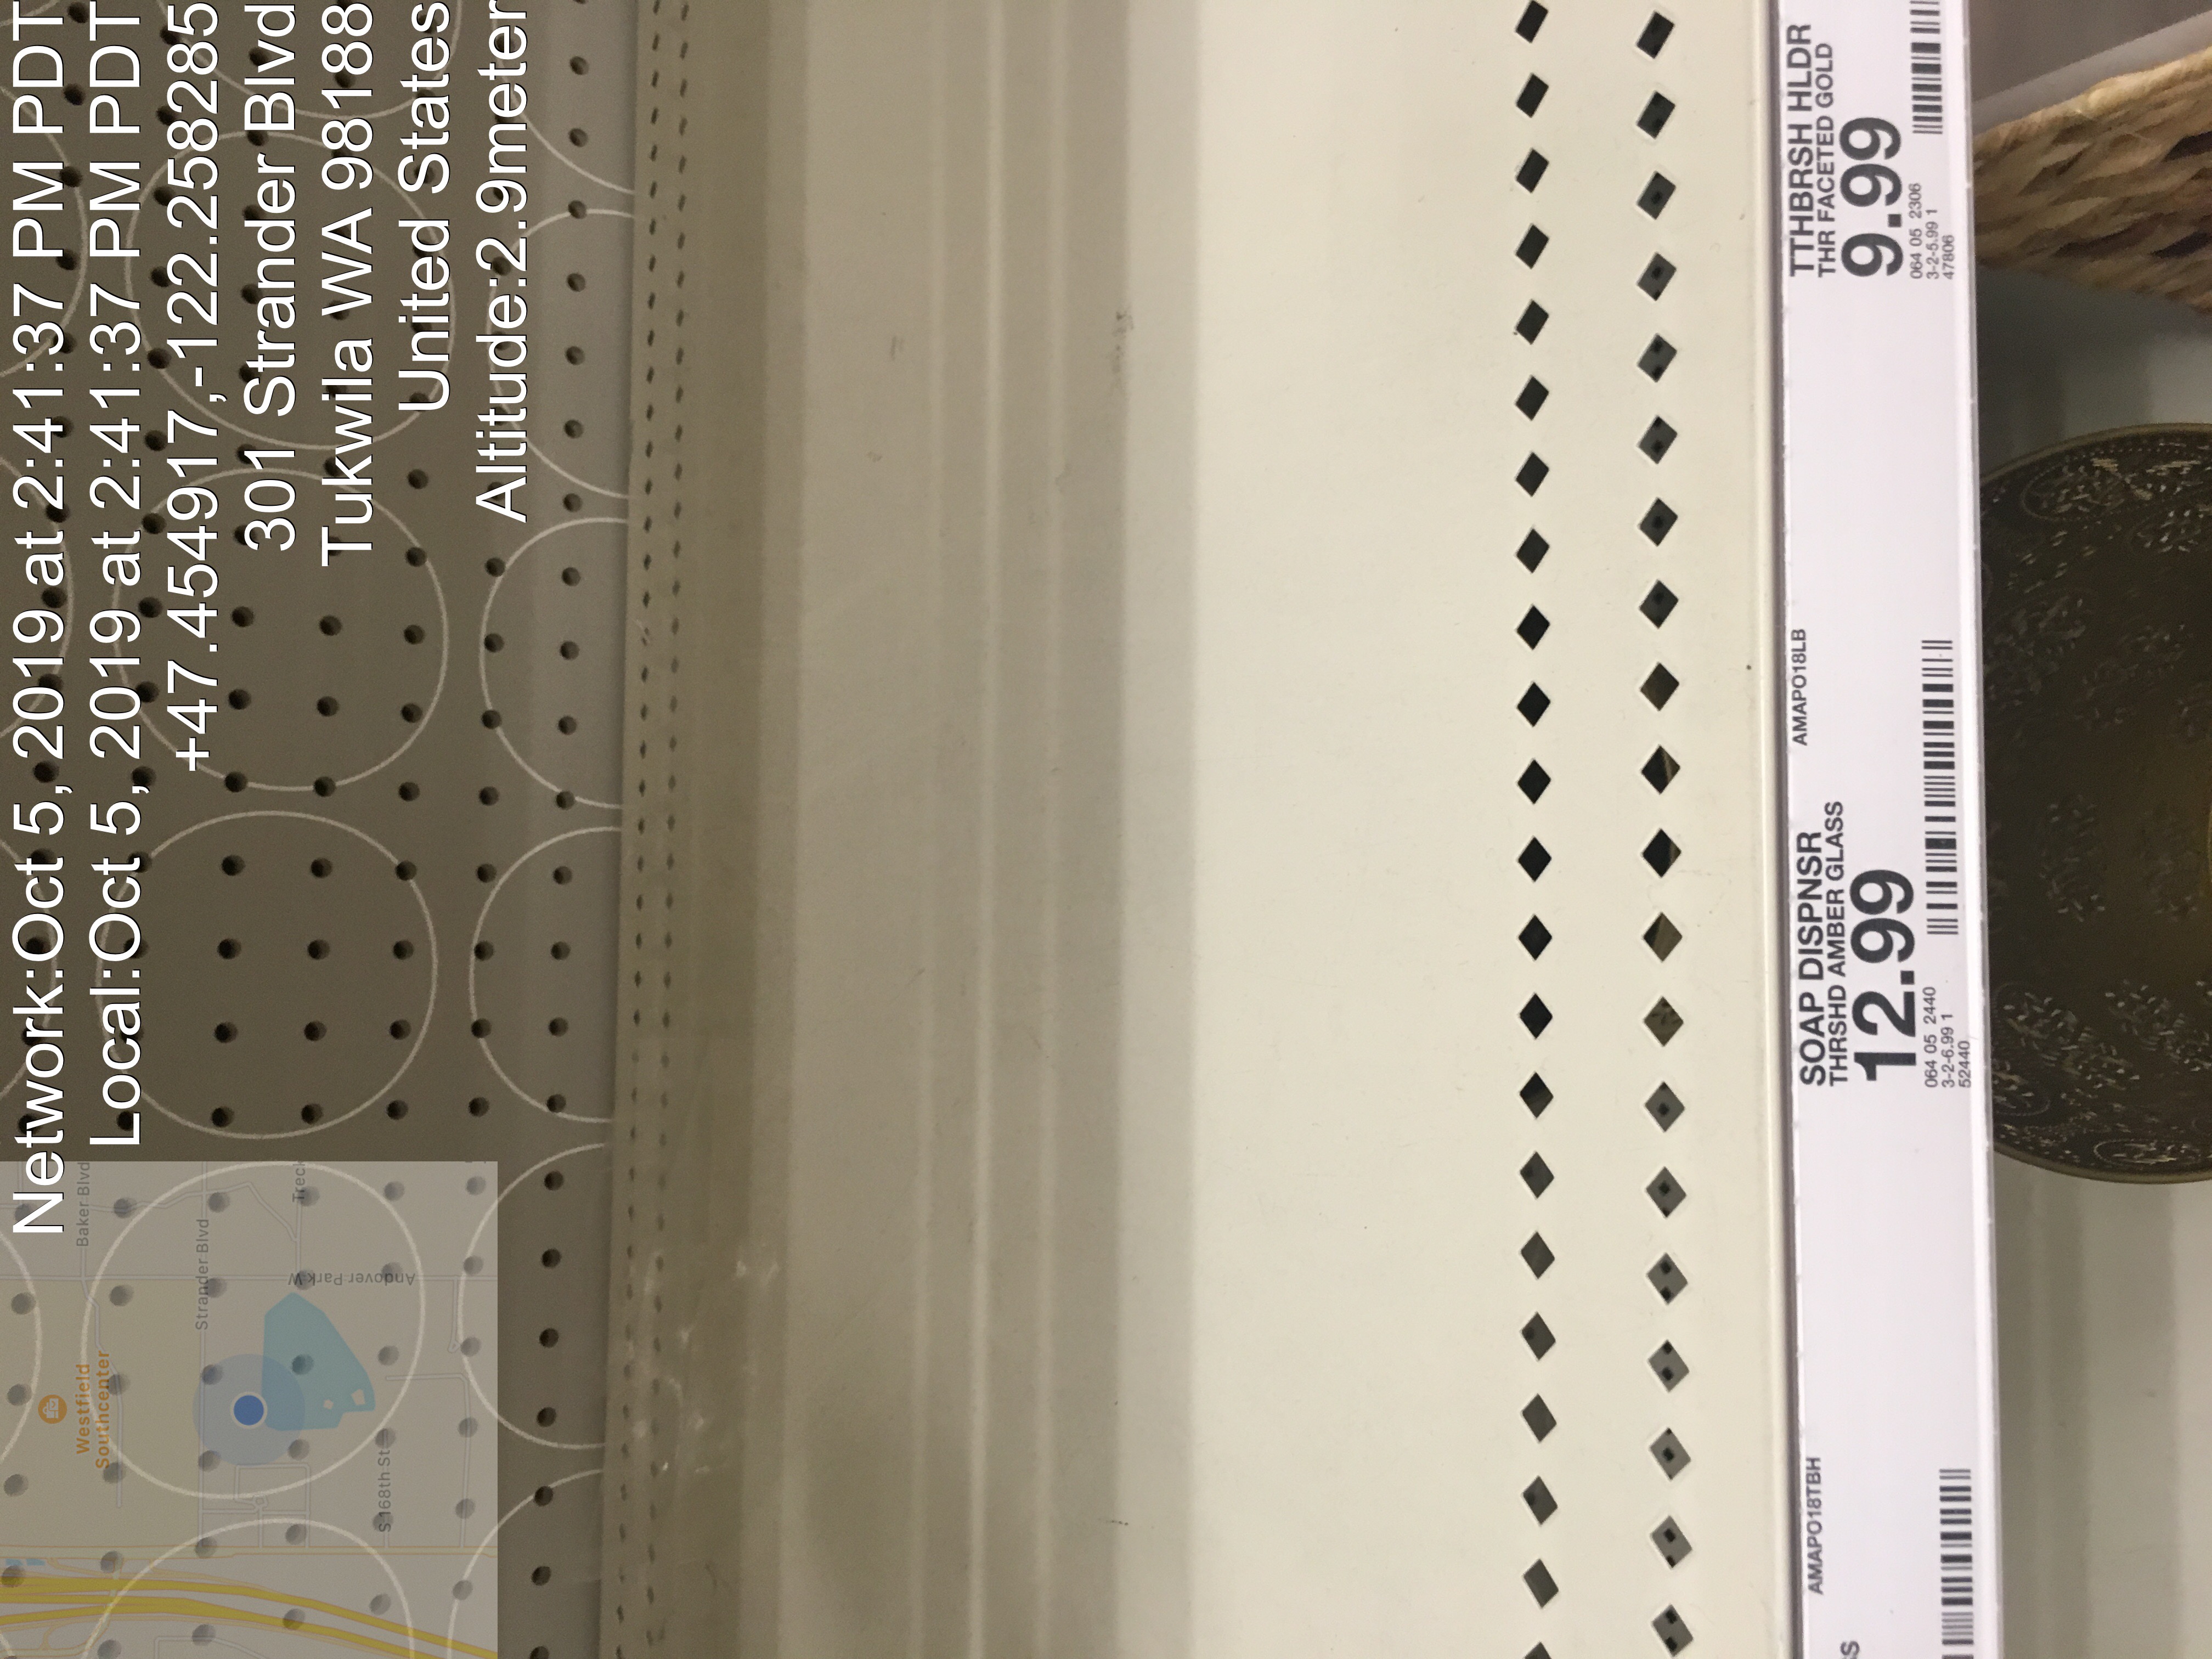 Network:Oct 5, 2019 at 2:41:37 PM PDT
Local:Oct 5, 2019 at 2:41:37 PM PDT
+47.454917,-122.258285
301 Strander Blvd
Tukwila WA 98188
United States
Altitude:2.9meter
Westfield
Southcenter
Baker Blvd
Strander Blvd
Treck
Andover Park W
S 168th St
AMAPO18TBH
SOAP DISPNSR
THRSHD AMBER GLASS
12.99
064 05 2440
3-2-6.99 1
52440
AMAPO18LB
TTHBRSH HLDR
THR FACETED GOLD
9.99
064 05 2306
3-2-5.99 1
47806